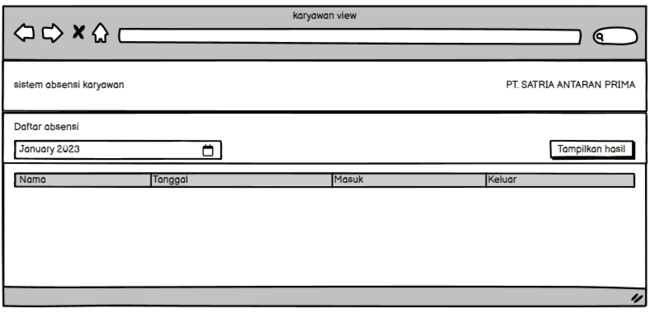 karyawan view
sistem absensi karyawan PT. SATRIA ANTARAN PRIMA
Daftar absensi
January 2023 Tampilkan hasil
Nama Tanggal Masuk Keluar